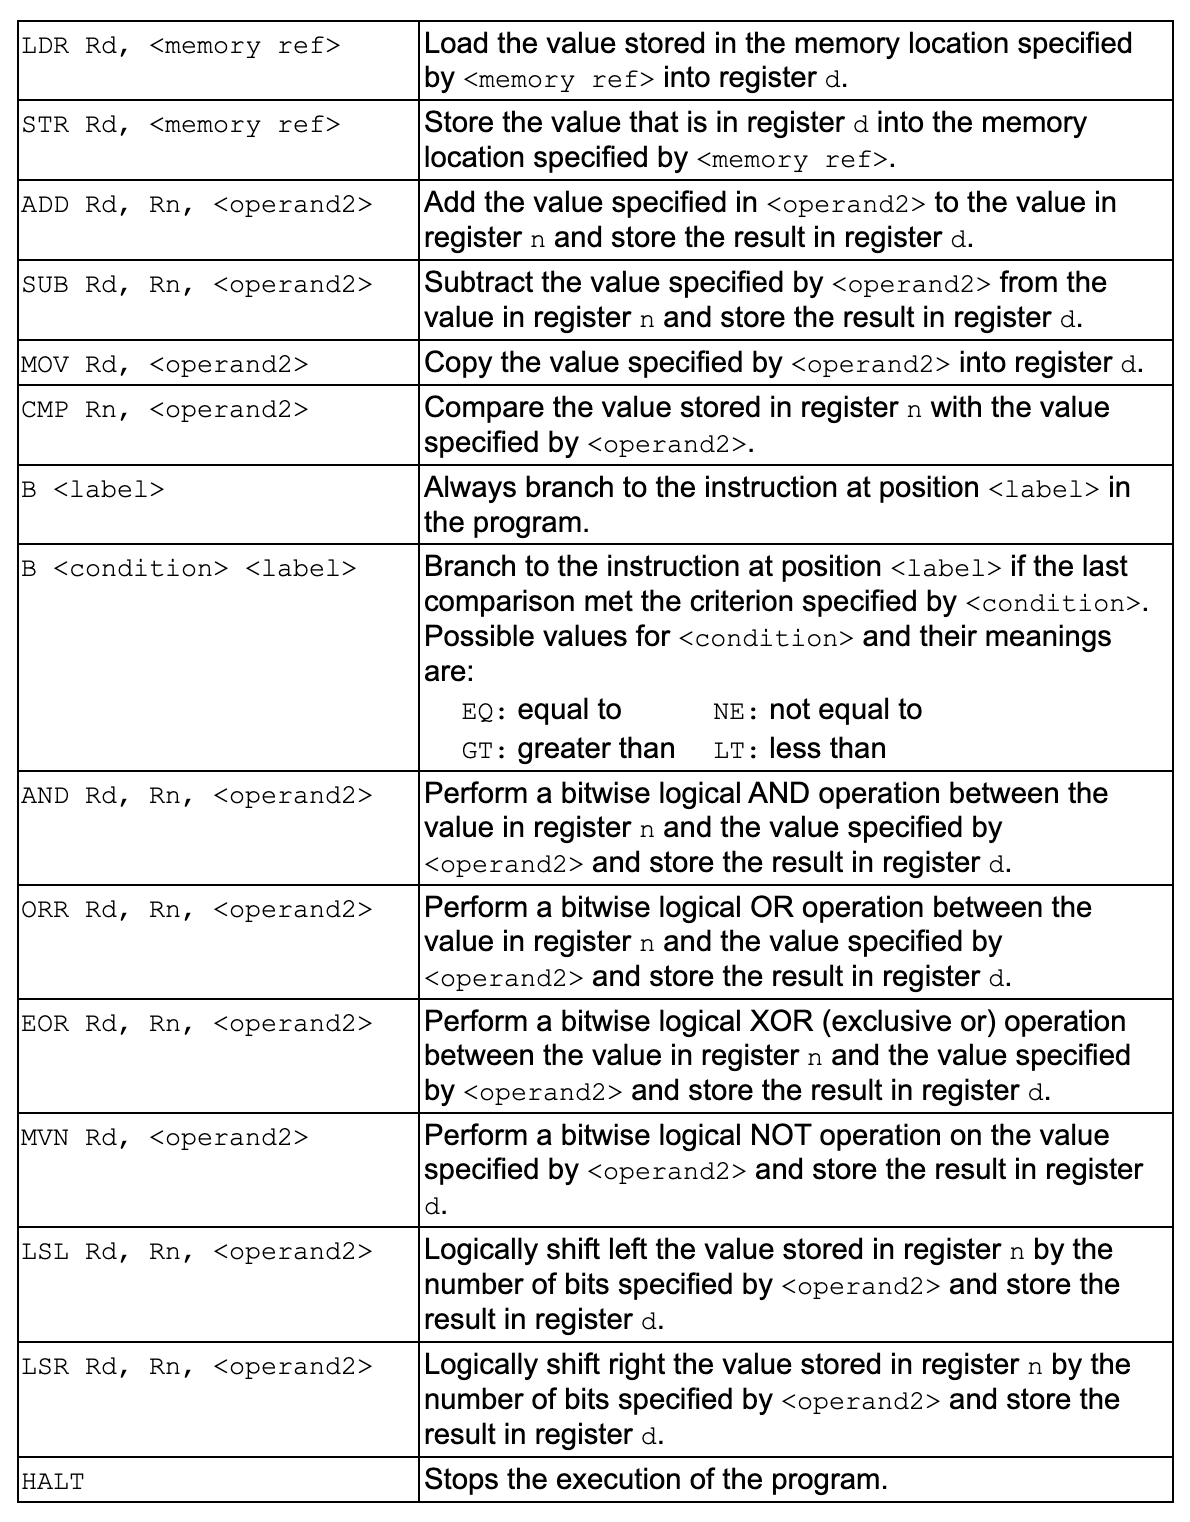 LDR Rd, <memory ref>
Load the value stored in the memory location specified
by <memory ref> into register d.
STR Rd, <memory ref>
Store the value that is in register d into the memory
location specified by <memory ref>.
ADD Rd, Rn, <operand2>
Add the value specified in <operand2> to the value in
register n and store the result in register d.
SUB Rd, Rn, <operand2>
Subtract the value specified by <operand2> from the
value in register n and store the result in register d.
MOV Rd, <operand2>
Copy the value specified by <operand2> into register d.
CMP Rn, <operand2>
Compare the value stored in register n with the value
specified by <operand2>.
B <label>
Always branch to the instruction at position <label> in
the program.
B <condition> <label>
Branch to the instruction at position <label> if the last
comparison met the criterion specified by <condition>.
Possible values for <condition> and their meanings
are:
EQ: equal to NE: not equal to
GT: greater than LT: less than
AND Rd, Rn, <operand2>
Perform a bitwise logical AND operation between the
value in register n and the value specified by
<operand2> and store the result in register d.
ORR Rd, Rn, <operand2>
Perform a bitwise logical OR operation between the
value in register n and the value specified by
<operand2> and store the result in register d.
EOR Rd, Rn, <operand2>
Perform a bitwise logical XOR (exclusive or) operation
between the value in register n and the value specified
by <operand2> and store the result in register d.
MVN Rd, <operand2>
Perform a bitwise logical NOT operation on the value
specified by <operand2> and store the result in register
d.
LSL Rd, Rn, <operand2>
Logically shift left the value stored in register n by the
number of bits specified by <operand2> and store the
result in register d.
LSR Rd, Rn, <operand2>
Logically shift right the value stored in register n by the
number of bits specified by <operand2> and store the
result in register d.
HALT
Stops the execution of the program.